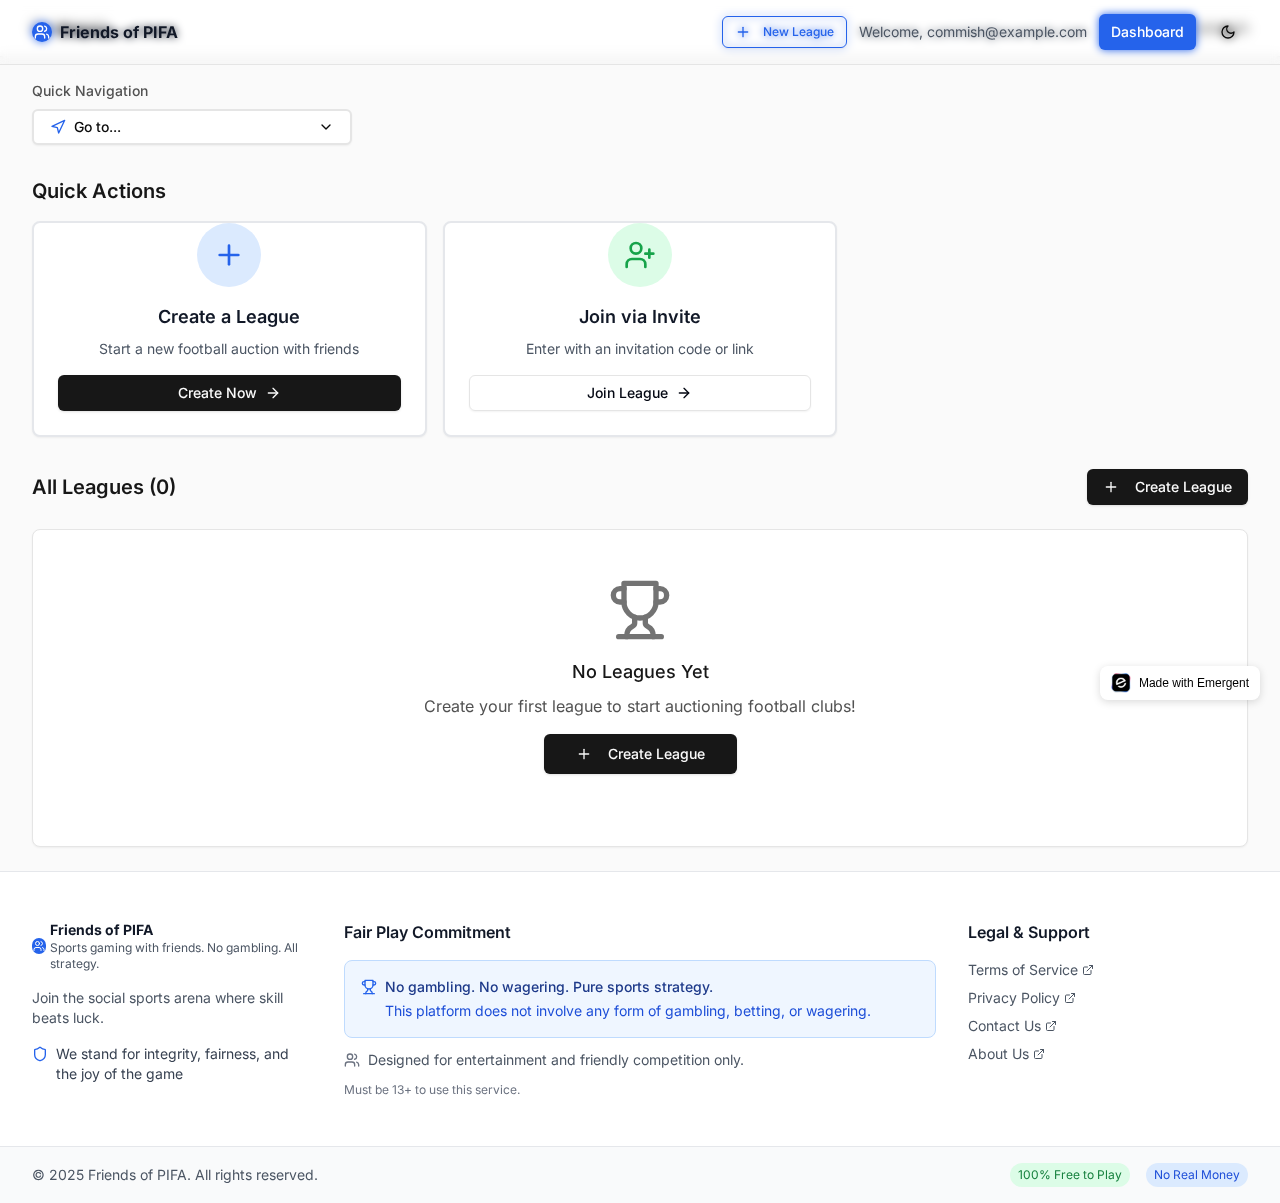 Friends of PIFA
New League
Welcome, commish@example.com
Dashboard
Quick Navigation
Go to...
Quick Actions
Create a League
Start a new football auction with friends
Create Now
Join via Invite
Enter with an invitation code or link
Join League
All Leagues (0)
Create League
No Leagues Yet
Create your first league to start auctioning football clubs!
Create League
Made with Emergent
Friends of PIFA
Sports gaming with friends. No gambling. All
strategy.
Join the social sports arena where skill
beats luck.
We stand for integrity, fairness, and
the joy of the game
Fair Play Commitment
No gambling. No wagering. Pure sports strategy.
This platform does not involve any form of gambling, betting, or wagering.
Designed for entertainment and friendly competition only.
Must be 13+ to use this service.
Legal & Support
Terms of Service
Privacy Policy
Contact Us
About Us
© 2025 Friends of PIFA. All rights reserved.
100% Free to Play
No Real Money